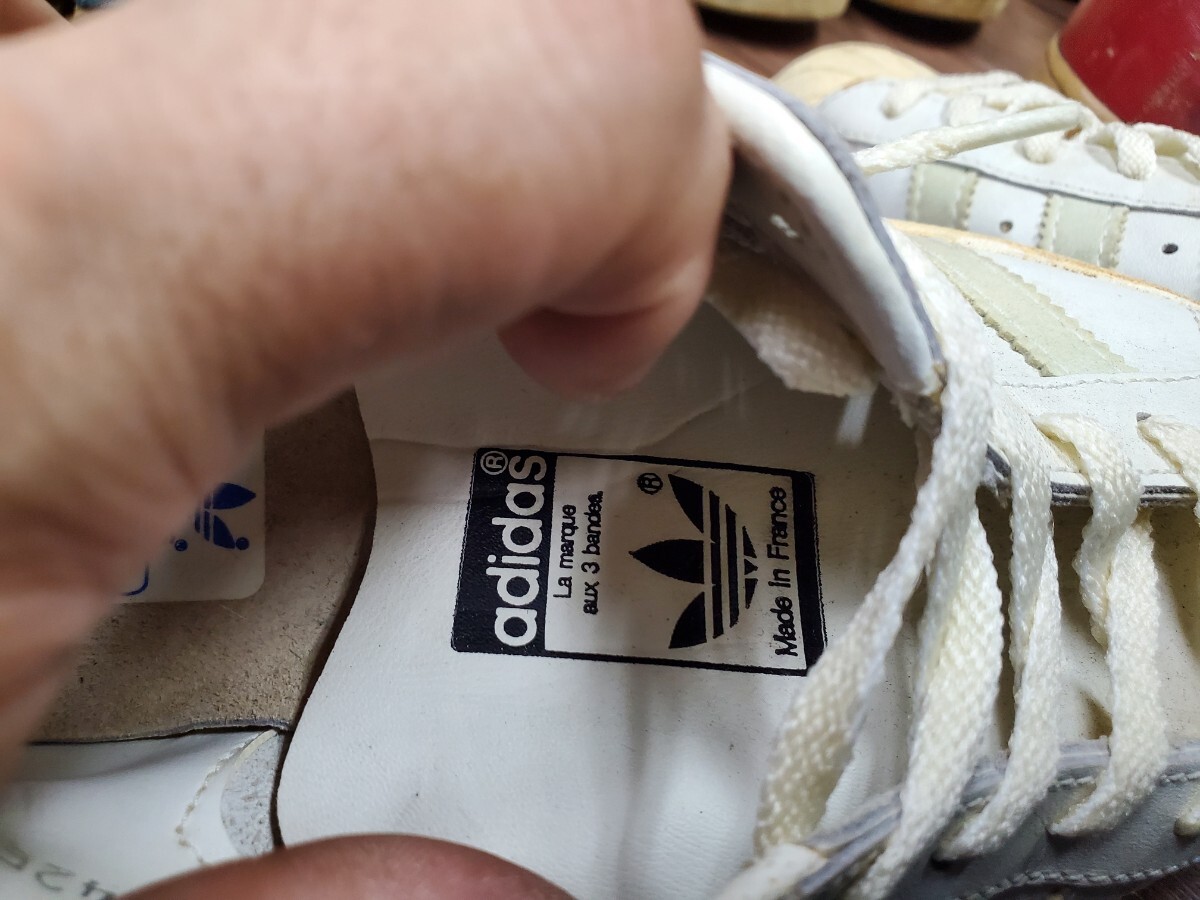 adidas®
La marque
aux 3 bandes.
®
Made in France
®